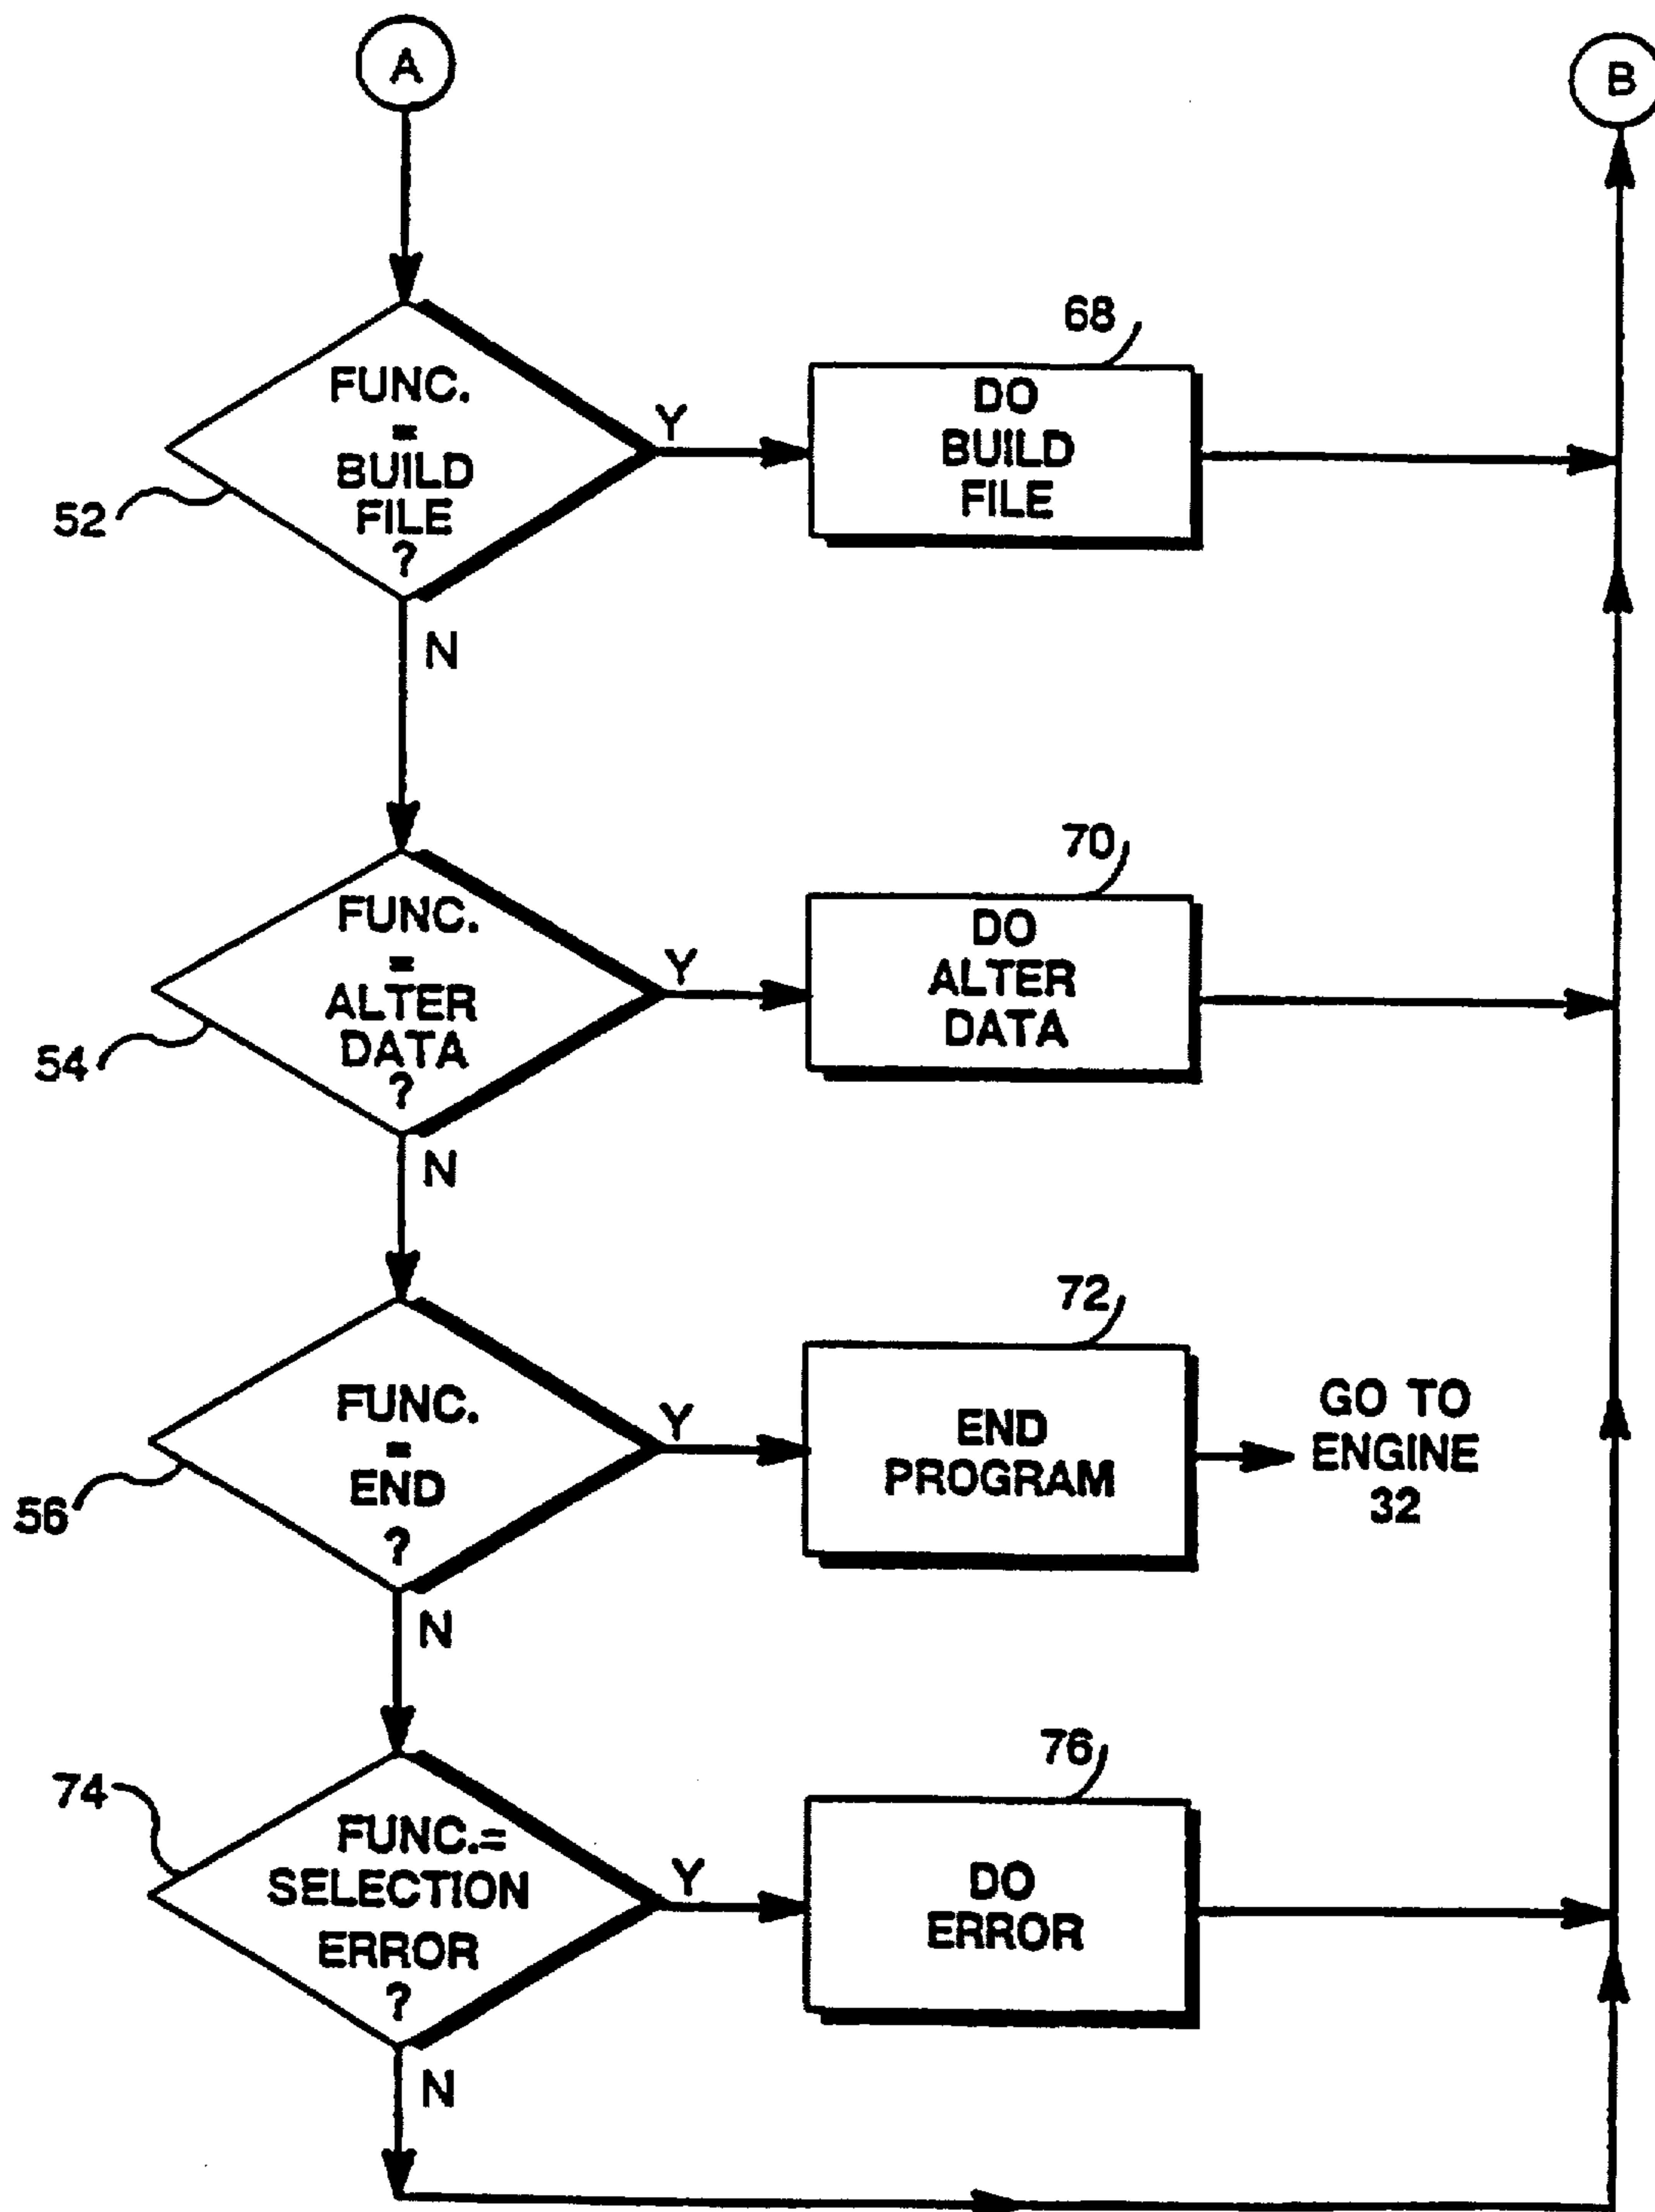 A
B
FUNC.
=
BUILD
FILE
?
52
Y
68
DO
BUILD
FILE
N
FUNC.
=
ALTER
DATA
?
54
Y
70
DO
ALTER
DATA
N
FUNC.
=
END
?
56
Y
72
END
PROGRAM
GO TO
ENGINE
32
N
74
FUNC.=
SELECTION
ERROR
?
Y
76
DO
ERROR
N